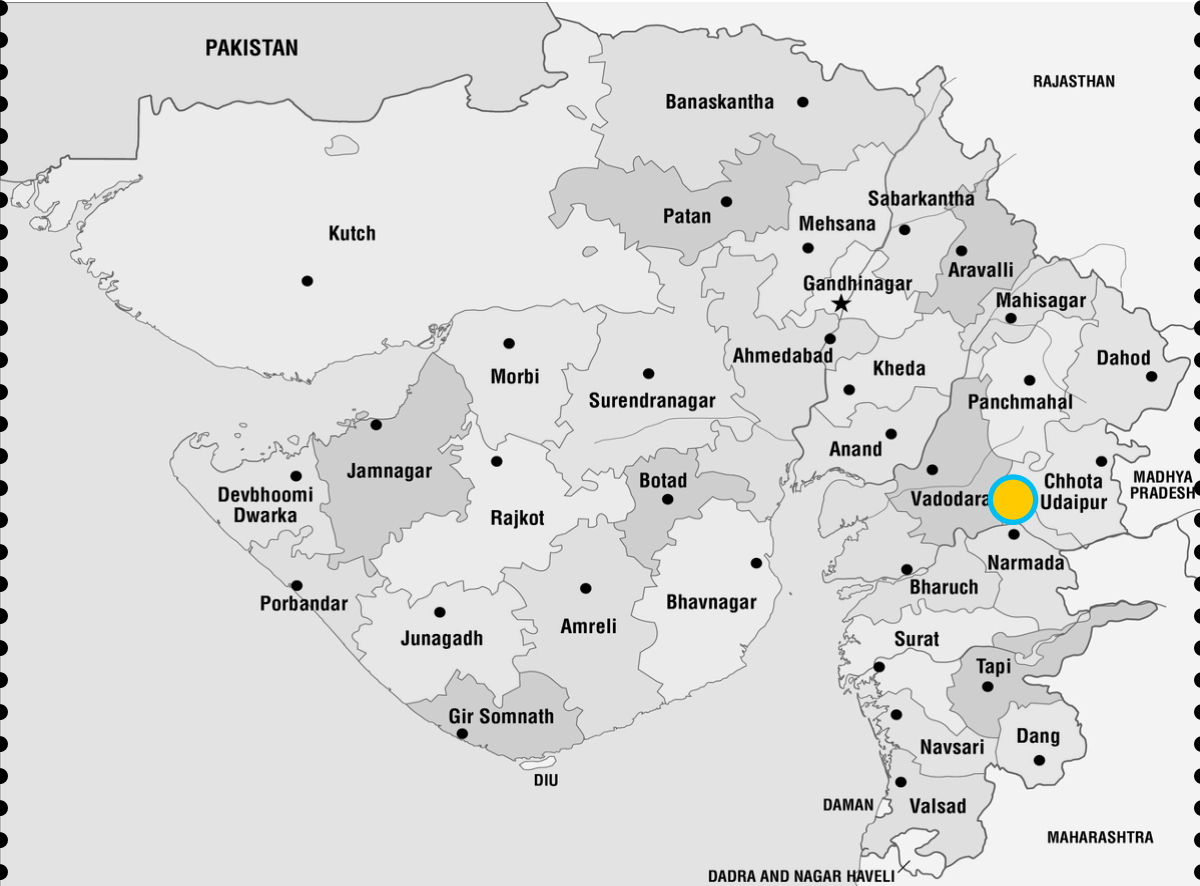 PAKISTAN
RAJASTHAN
Banaskantha
Sabarkantha
Patan
Mehsana
Kutch
Aravalli
Gandhinagar
Mahisagar
Ahmedabad
Dahod
Kheda
Morbi
Surendranagar
Panchmahal
Anand
Jamnagar
Botad
Chhota
Udaipur
MADHYA
PRADESH
Devbhoomi
Dwarka
Vadodara
Rajkot
Narmada
Bharuch
Porbandar
Bhavnagar
Amreli
Junagadh
Surat
Tapi
Gir Somnath
Dang
Navsari
DIU
DAMAN
Valsad
MAHARASHTRA
DADRA AND NAGAR HAVELI